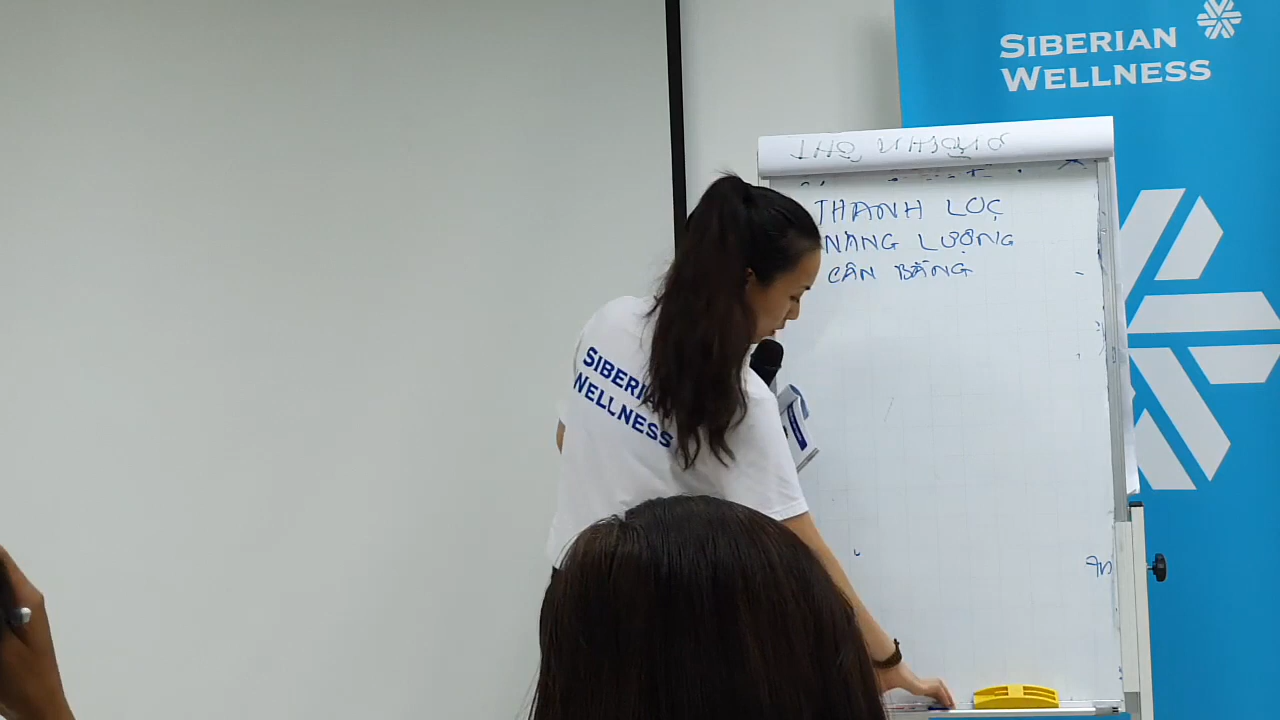 SIBERIAN
WELLNESS
THANH LỌC
NĂNG LƯỢNG
CÂN BẰNG
SIBERIAN
WELLNESS